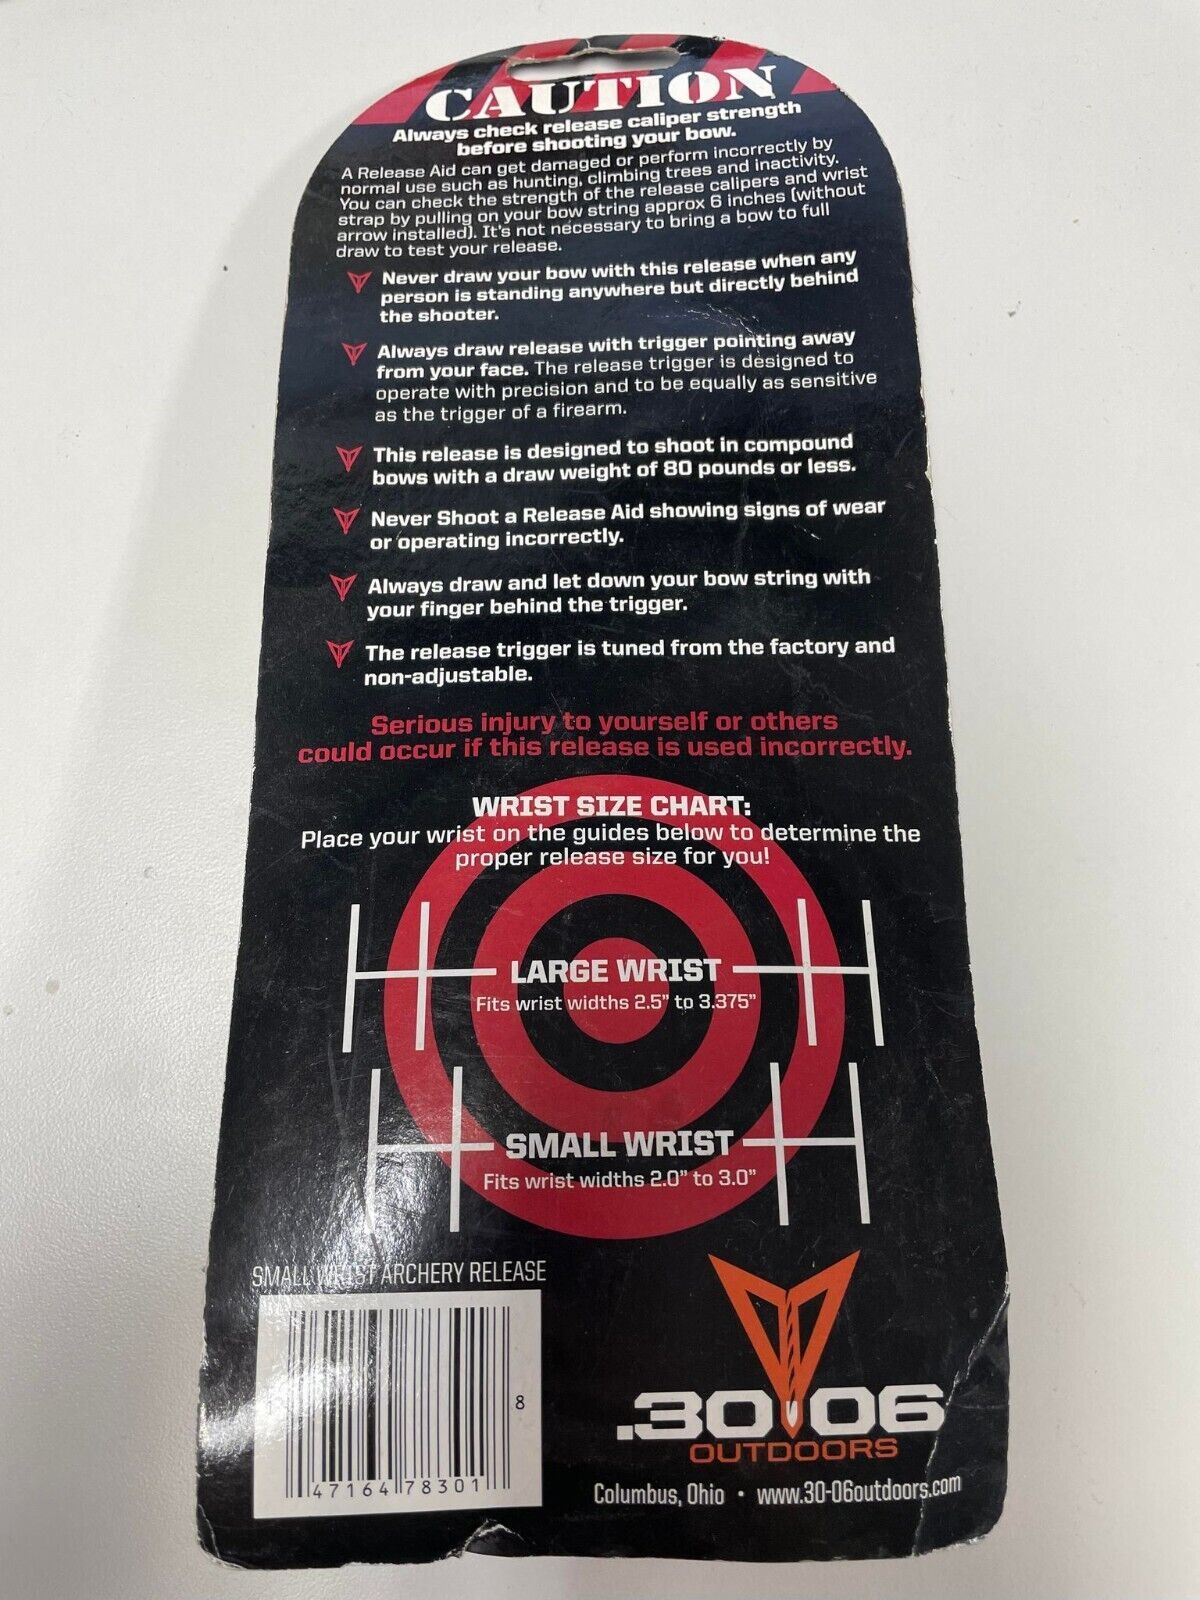 CAUTION
Always check release caliper strength
before shooting your bow.
A Release Aid can get damaged or perform incorrectly by
normal use such as hunting, climbing trees and inactivity.
You can check the strength of the release calipers and wrist
strap by pulling on your bow string approx 6 inches (without
arrow installed). It's not necessary to bring a bow to full
draw to test your release.
Never draw your bow with this release when any
person is standing anywhere but directly behind
the shooter.
Always draw release with trigger pointing away
from your face. The release trigger is designed to
operate with precision and to be equally as sensitive
as the trigger of a firearm.
This release is designed to shoot in compound
bows with a draw weight of 80 pounds or less.
Never Shoot a Release Aid showing signs of wear
or operating incorrectly.
Always draw and let down your bow string with
your finger behind the trigger.
The release trigger is tuned from the factory and
non-adjustable.
Serious injury to yourself or others
could occur if this release is used incorrectly.
WRIST SIZE CHART:
Place your wrist on the guides below to determine the
proper release size for you!
LARGE WRIST
Fits wrist widths 2.5" to 3.375"
SMALL WRIST
Fits wrist widths 2.0" to 3.0"
SMALL WRIST ARCHERY RELEASE
8
47164 78301
.30-06
OUTDOORS
Columbus, Ohio • www.30-06outdoors.com